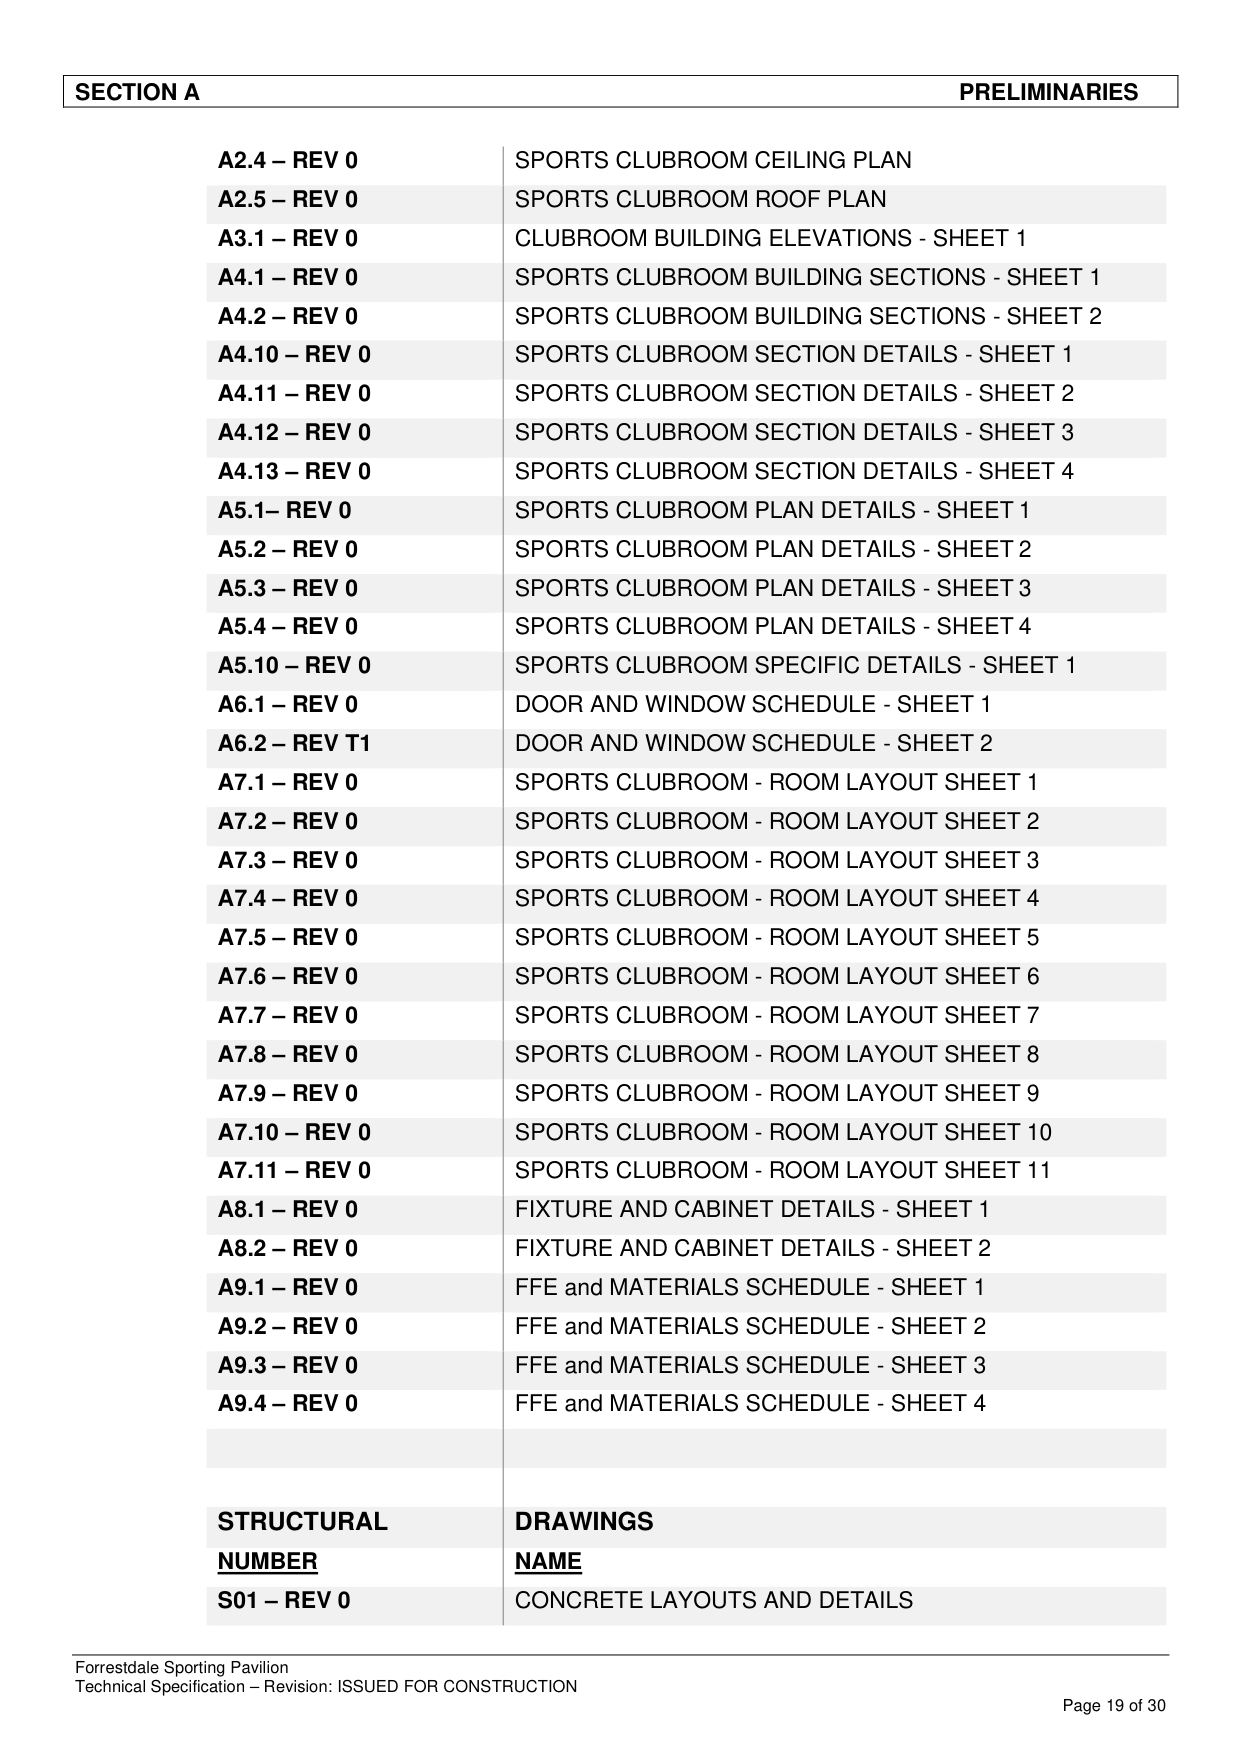 SECTION A PRELIMINARIES
A2.4 – REV 0 SPORTS CLUBROOM CEILING PLAN
A2.5 – REV 0 SPORTS CLUBROOM ROOF PLAN
A3.1 – REV 0 CLUBROOM BUILDING ELEVATIONS - SHEET 1
A4.1 – REV 0 SPORTS CLUBROOM BUILDING SECTIONS - SHEET 1
A4.2 – REV 0 SPORTS CLUBROOM BUILDING SECTIONS - SHEET 2
A4.10 – REV 0 SPORTS CLUBROOM SECTION DETAILS - SHEET 1
A4.11 – REV 0 SPORTS CLUBROOM SECTION DETAILS - SHEET 2
A4.12 – REV 0 SPORTS CLUBROOM SECTION DETAILS - SHEET 3
A4.13 – REV 0 SPORTS CLUBROOM SECTION DETAILS - SHEET 4
A5.1– REV 0 SPORTS CLUBROOM PLAN DETAILS - SHEET 1
A5.2 – REV 0 SPORTS CLUBROOM PLAN DETAILS - SHEET 2
A5.3 – REV 0 SPORTS CLUBROOM PLAN DETAILS - SHEET 3
A5.4 – REV 0 SPORTS CLUBROOM PLAN DETAILS - SHEET 4
A5.10 – REV 0 SPORTS CLUBROOM SPECIFIC DETAILS - SHEET 1
A6.1 – REV 0 DOOR AND WINDOW SCHEDULE - SHEET 1
A6.2 – REV T1 DOOR AND WINDOW SCHEDULE - SHEET 2
A7.1 – REV 0 SPORTS CLUBROOM - ROOM LAYOUT SHEET 1
A7.2 – REV 0 SPORTS CLUBROOM - ROOM LAYOUT SHEET 2
A7.3 – REV 0 SPORTS CLUBROOM - ROOM LAYOUT SHEET 3
A7.4 – REV 0 SPORTS CLUBROOM - ROOM LAYOUT SHEET 4
A7.5 – REV 0 SPORTS CLUBROOM - ROOM LAYOUT SHEET 5
A7.6 – REV 0 SPORTS CLUBROOM - ROOM LAYOUT SHEET 6
A7.7 – REV 0 SPORTS CLUBROOM - ROOM LAYOUT SHEET 7
A7.8 – REV 0 SPORTS CLUBROOM - ROOM LAYOUT SHEET 8
A7.9 – REV 0 SPORTS CLUBROOM - ROOM LAYOUT SHEET 9
A7.10 – REV 0 SPORTS CLUBROOM - ROOM LAYOUT SHEET 10
A7.11 – REV 0 SPORTS CLUBROOM - ROOM LAYOUT SHEET 11
A8.1 – REV 0 FIXTURE AND CABINET DETAILS - SHEET 1
A8.2 – REV 0 FIXTURE AND CABINET DETAILS - SHEET 2
A9.1 – REV 0 FFE and MATERIALS SCHEDULE - SHEET 1
A9.2 – REV 0 FFE and MATERIALS SCHEDULE - SHEET 2
A9.3 – REV 0 FFE and MATERIALS SCHEDULE - SHEET 3
A9.4 – REV 0 FFE and MATERIALS SCHEDULE - SHEET 4
STRUCTURAL DRAWINGS
NUMBER NAME
S01 – REV 0 CONCRETE LAYOUTS AND DETAILS
Forrestdale Sporting Pavilion
Technical Specification – Revision: ISSUED FOR CONSTRUCTION
Page 19 of 30